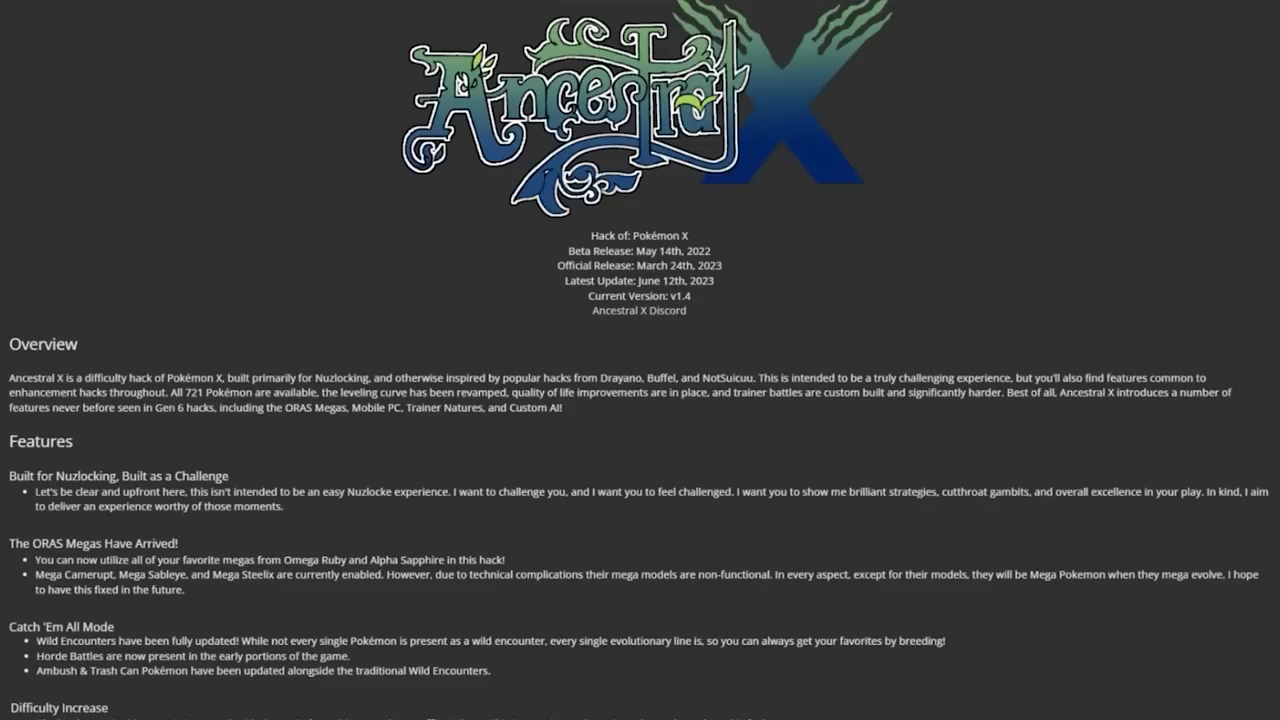 Ancestral X
Hack of: Pokémon X
Beta Release: May 14th, 2022
Official Release: March 24th, 2023
Latest Update: June 12th, 2023
Current Version: v1.4
Ancestral X Discord
Overview
Ancestral X is a difficulty hack of Pokémon X, built primarily for Nuzlocking, and otherwise inspired by popular hacks from Drayano, Buffel, and NotSuicuu. This is intended to be a truly challenging experience, but you'll also find features common to
enhancement hacks throughout. All 721 Pokémon are available, the leveling curve has been revamped, quality of life improvements are in place, and trainer battles are custom built and significantly harder. Best of all, Ancestral X introduces a number of
features never before seen in Gen 6 hacks, including the ORAS Megas, Mobile PC, Trainer Natures, and Custom AI!
Features
Built for Nuzlocking, Built as a Challenge
• Let's be clear and upfront here, this isn't intended to be an easy Nuzlocke experience. I want to challenge you, and I want you to feel challenged. I want you to show me brilliant strategies, cutthroat gambits, and overall excellence in your play. In kind, I aim
to deliver an experience worthy of those moments.
The ORAS Megas Have Arrived!
• You can now utilize all of your favorite megas from Omega Ruby and Alpha Sapphire in this hack!
• Mega Camerupt, Mega Sableye, and Mega Steelix are currently enabled. However, due to technical complications their mega models are non-functional. In every aspect, except for their models, they will be Mega Pokemon when they mega evolve. I hope
to have this fixed in the future.
Catch 'Em All Mode
• Wild Encounters have been fully updated! While not every single Pokémon is present as a wild encounter, every single evolutionary line is, so you can always get your favorites by breeding!
• Horde Battles are now present in the early portions of the game.
• Ambush & Trash Can Pokémon have been updated alongside the traditional Wild Encounters.
Difficulty Increase